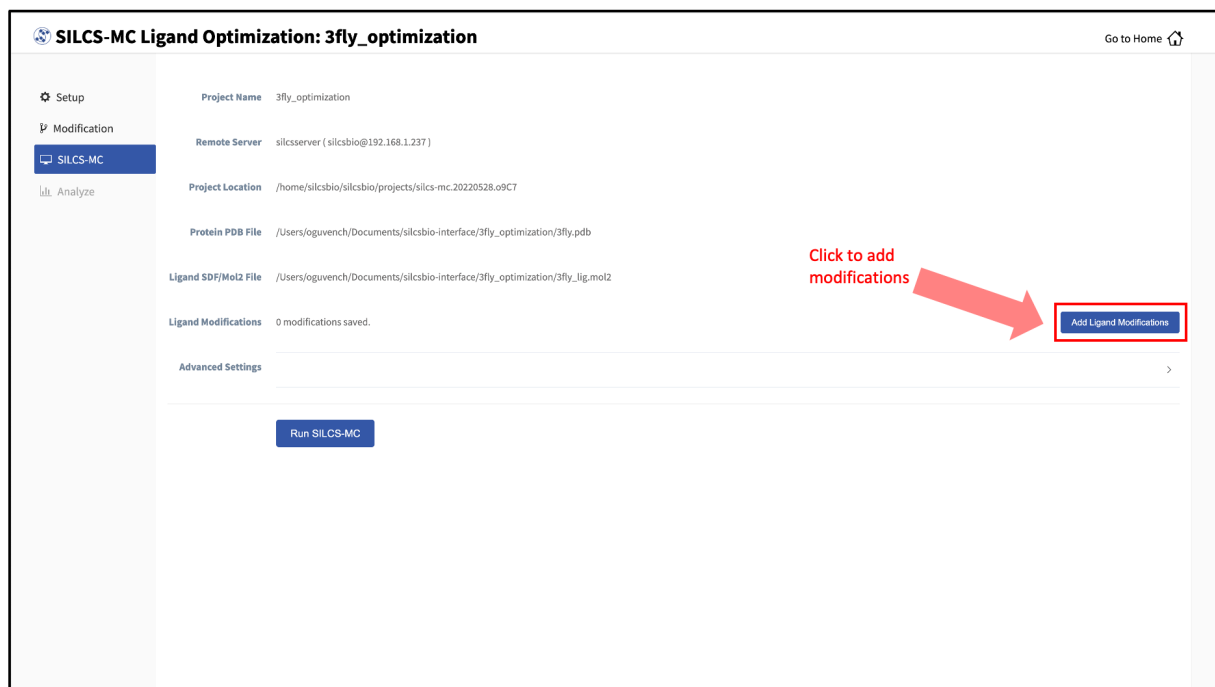 SILCS-MC Ligand Optimization: 3fly_optimization
Go to Home
Setup
Modification
SILCS-MC
Analyze
Project Name 3fly_optimization
Remote Server silcsserver ( silcsbio@192.168.1.237 )
Project Location /home/silcsbio/silcsbio/projects/silcs-mc.20220528.o9C7
Protein PDB File /Users/oguvench/Documents/silcsbio-interface/3fly_optimization/3fly.pdb
Ligand SDF/Mol2 File /Users/oguvench/Documents/silcsbio-interface/3fly_optimization/3fly_lig.mol2
Click to add
modifications
Ligand Modifications 0 modifications saved.
Add Ligand Modifications
Advanced Settings
Run SILCS-MC